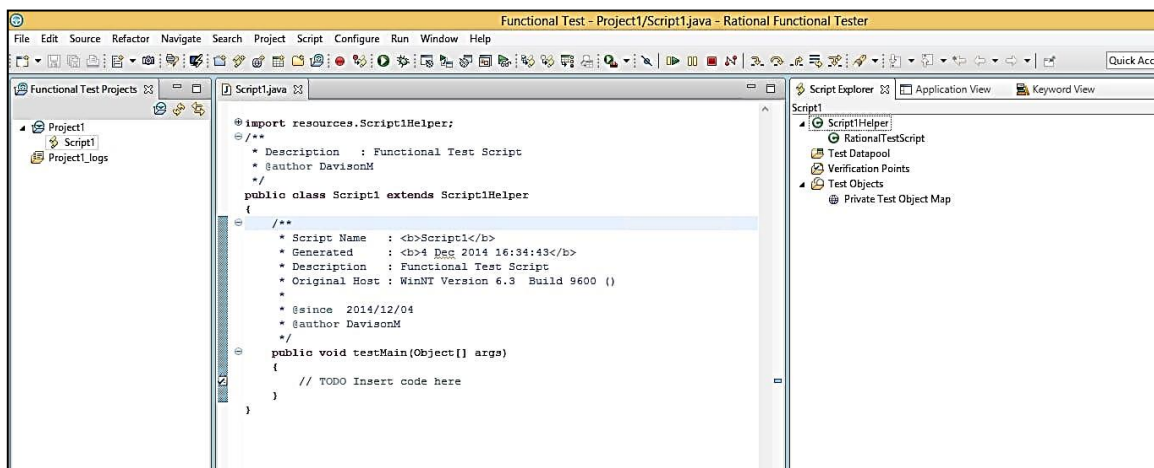 Functional Test - Project1/Script1.java - Rational Functional Tester
File Edit Source Refactor Navigate Search Project Script Configure Run Window Help
Quick Acc
Functional Test Projects
Project1
Script1
Project1_logs
Script1.java
import resources.Script1Helper;
/**
* Description : Functional Test Script
* @author DavisonM
*/
public class Script1 extends Script1Helper
{
/**
* Script Name : <b>Script1</b>
* Generated : <b>4 Dec 2014 16:34:43</b>
* Description : Functional Test Script
* Original Host : WinNT Version 6.3 Build 9600 ()
*
* @since 2014/12/04
* @author DavisonM
*/
public void testMain(Object[] args)
{
// TODO Insert code here
}
}
Script Explorer Application View Keyword View
Script1
Script1Helper
RationalTestScript
Test Datapool
Verification Points
Test Objects
Private Test Object Map